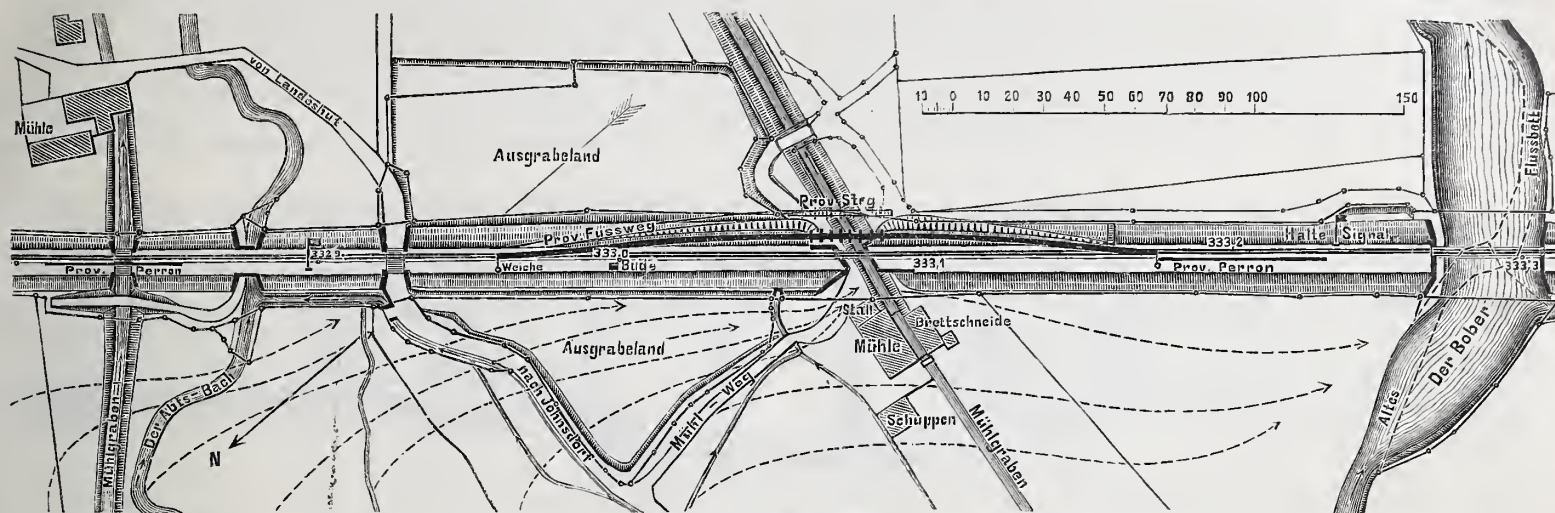 Mühle
von Landeshut
Ausgrabeland
10 0 10 20 30 40 50 60 70 80 90 100 150
Flussbett
Prov. Steg
Prov. Fussweg
332,9
333,0
333,1
333,2
333,3
Halte Signal
Prov. Perron
Weiche
Bude
Prov. Perron
Stall
Brettschneide
Mühle
Ausgrabeland
Mühlgraben
Der Abts-Bach
N
nach Johnsdorf
Mühl-Weg
Schuppen
Mühlgraben
Altes
Der Bober